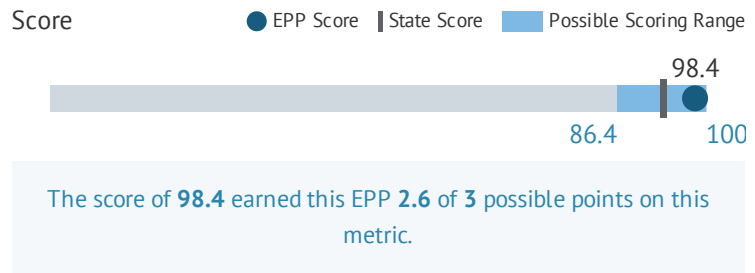 Score EPP Score State Score Possible Scoring Range
98.4
86.4 100
The score of 98.4 earned this EPP 2.6 of 3 possible points on this
metric.